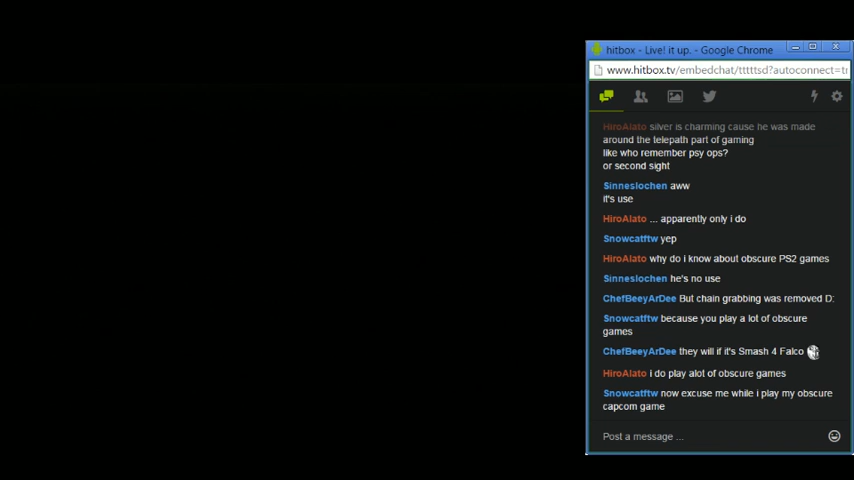 hitbox - Live! it up. - Google Chrome
www.hitbox.tv/embedchat/tttttsd?autoconnect=tr
HiroAlato silver is charming cause he was made
around the telepath part of gaming
like who remember psy ops?
or second sight
Sinneslochen aww
it's use
HiroAlato ... apparently only i do
Snowcatftw yep
HiroAlato why do i know about obscure PS2 games
Sinneslochen he's no use
ChefBeeyArDee But chain grabbing was removed D:
Snowcatftw because you play a lot of obscure
games
ChefBeeyArDee they will if it's Smash 4 Falco
HiroAlato i do play alot of obscure games
Snowcatftw now excuse me while i play my obscure
capcom game
Post a message ...